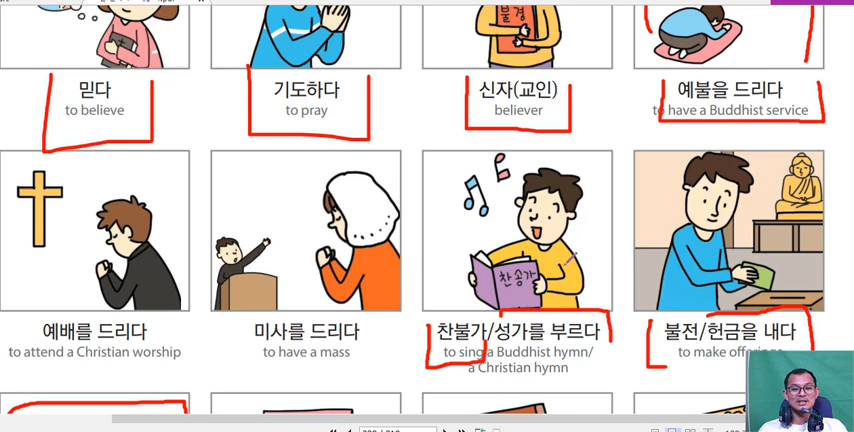 불경
믿다
기도하다
신자(교인)
예불을 드리다
to believe
to pray
believer
to have a Buddhist service
찬송가
예배를 드리다
미사를 드리다
찬불가/성가를 부르다
불전/헌금을 내다
to attend a Christian worship
to have a mass
to sing a Buddhist hymn/
a Christian hymn
to make offerings